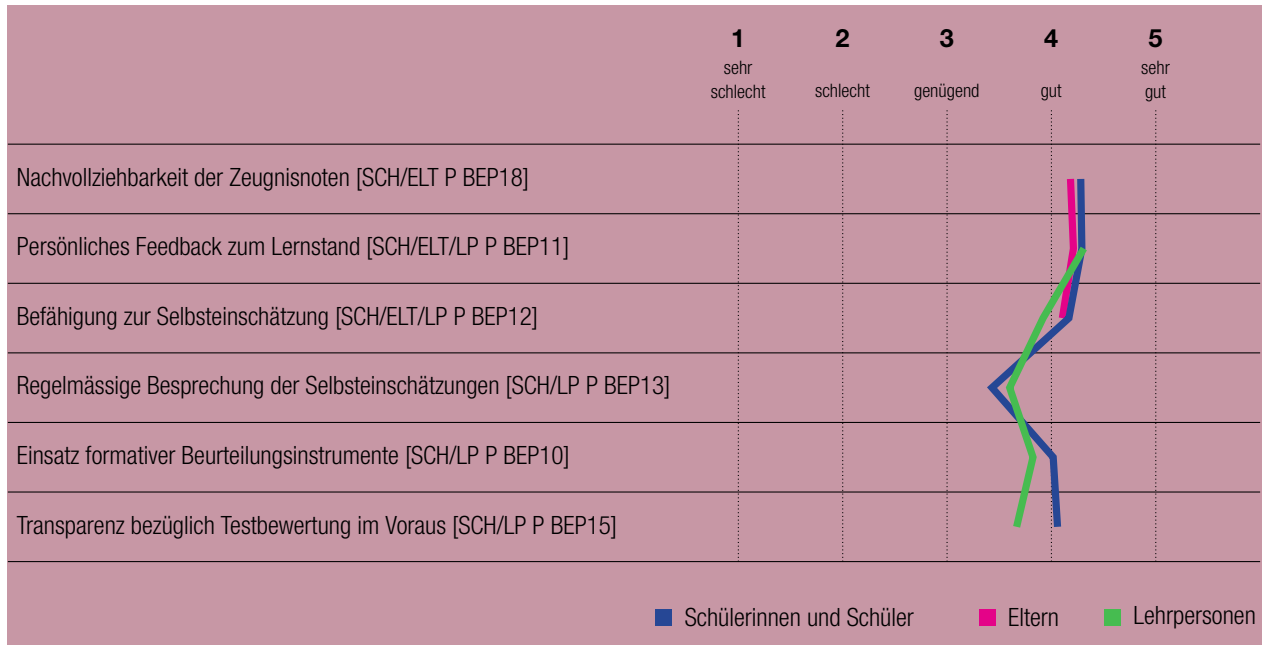 1 2 3 4 5
sehr sehr
schlecht schlecht genügend gut gut
Nachvollziehbarkeit der Zeugnisnoten [SCH/ELT P BEP18]
Persönliches Feedback zum Lernstand [SCH/ELT/LP P BEP11]
Befähigung zur Selbsteinschätzung [SCH/ELT/LP P BEP12]
Regelmässige Besprechung der Selbsteinschätzungen [SCH/LP P BEP13]
Einsatz formativer Beurteilungsinstrumente [SCH/LP P BEP10]
Transparenz bezüglich Testbewertung im Voraus [SCH/LP P BEP15]
Schülerinnen und Schüler Eltern Lehrpersonen